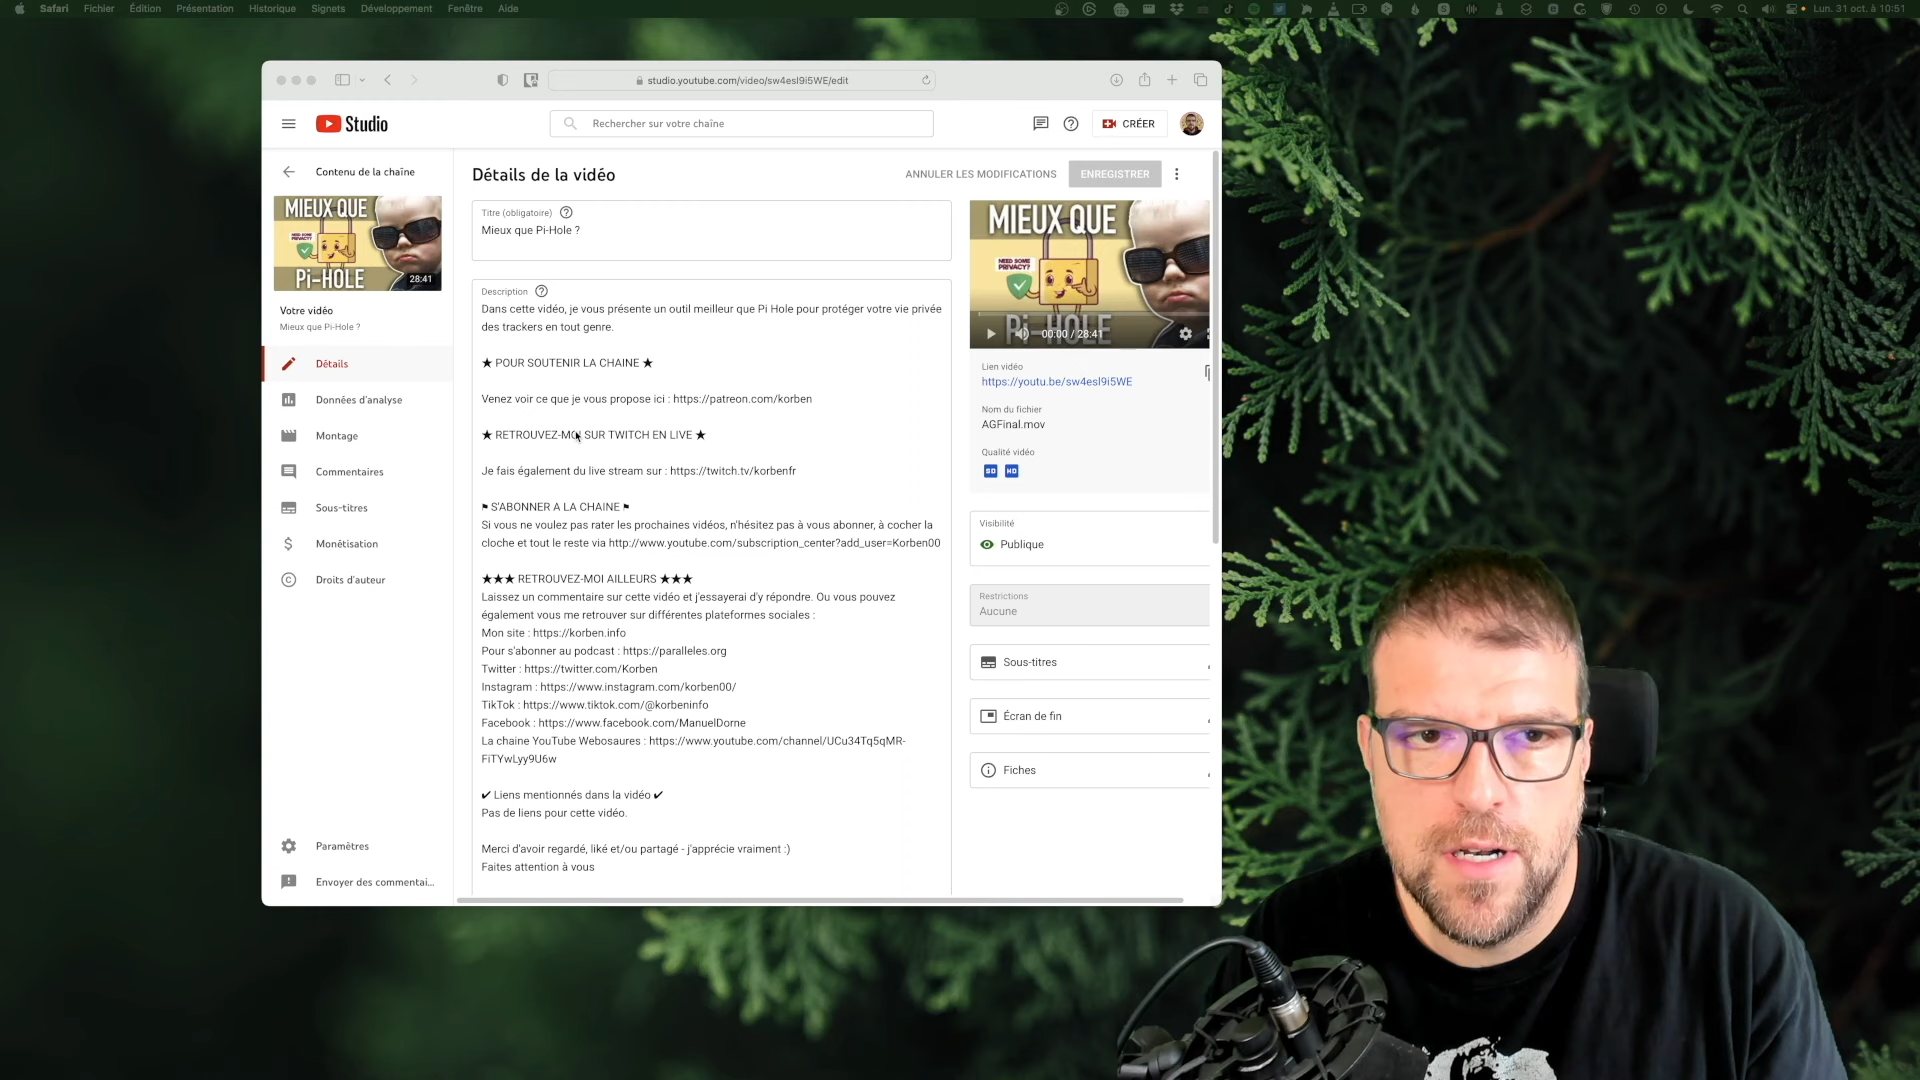 Safari Fichier Édition Présentation Historique Signets Développement Fenêtre Aide Lun. 31 oct. à 10:51
studio.youtube.com/video/sw4esl9i5WE/edit
Studio
Rechercher sur votre chaîne
CRÉER
Contenu de la chaîne
MIEUX QUE
NEED SOME
PRIVACY?
Pi-HOLE
28:41
Votre vidéo
Mieux que Pi-Hole ?
Détails
Données d'analyse
Montage
Commentaires
Sous-titres
Monétisation
Droits d'auteur
Paramètres
Envoyer des commentai...
Détails de la vidéo
ANNULER LES MODIFICATIONS
ENREGISTRER
Titre (obligatoire)
Mieux que Pi-Hole ?
Description
Dans cette vidéo, je vous présente un outil meilleur que Pi Hole pour protéger votre vie privée
des trackers en tout genre.
★ POUR SOUTENIR LA CHAINE ★
Venez voir ce que je vous propose ici : https://patreon.com/korben
★ RETROUVEZ-MOI SUR TWITCH EN LIVE ★
Je fais également du live stream sur : https://twitch.tv/korbenfr
⚑ S'ABONNER A LA CHAINE ⚑
Si vous ne voulez pas rater les prochaines vidéos, n'hésitez pas à vous abonner, à cocher la
cloche et tout le reste via http://www.youtube.com/subscription_center?add_user=Korben00
★★★ RETROUVEZ-MOI AILLEURS ★★★
Laissez un commentaire sur cette vidéo et j'essayerai d'y répondre. Ou vous pouvez
également vous me retrouver sur différentes plateformes sociales :
Mon site : https://korben.info
Pour s'abonner au podcast : https://paralleles.org
Twitter : https://twitter.com/Korben
Instagram : https://www.instagram.com/korben00/
TikTok : https://www.tiktok.com/@korbeninfo
Facebook : https://www.facebook.com/ManuelDorne
La chaine YouTube Webosaures : https://www.youtube.com/channel/UCu34Tq5qMR-
FiTYwLyy9U6w
✔ Liens mentionnés dans la vidéo ✔
Pas de liens pour cette vidéo.
Merci d'avoir regardé, liké et/ou partagé - j'apprécie vraiment :)
Faites attention à vous
MIEUX QUE
NEED SOME
PRIVACY?
Pi-HOLE
00:00 / 28:41
Lien vidéo
https://youtu.be/sw4esl9i5WE
Nom du fichier
AGFinal.mov
Qualité vidéo
SD HD
Visibilité
Publique
Restrictions
Aucune
Sous-titres
Écran de fin
Fiches